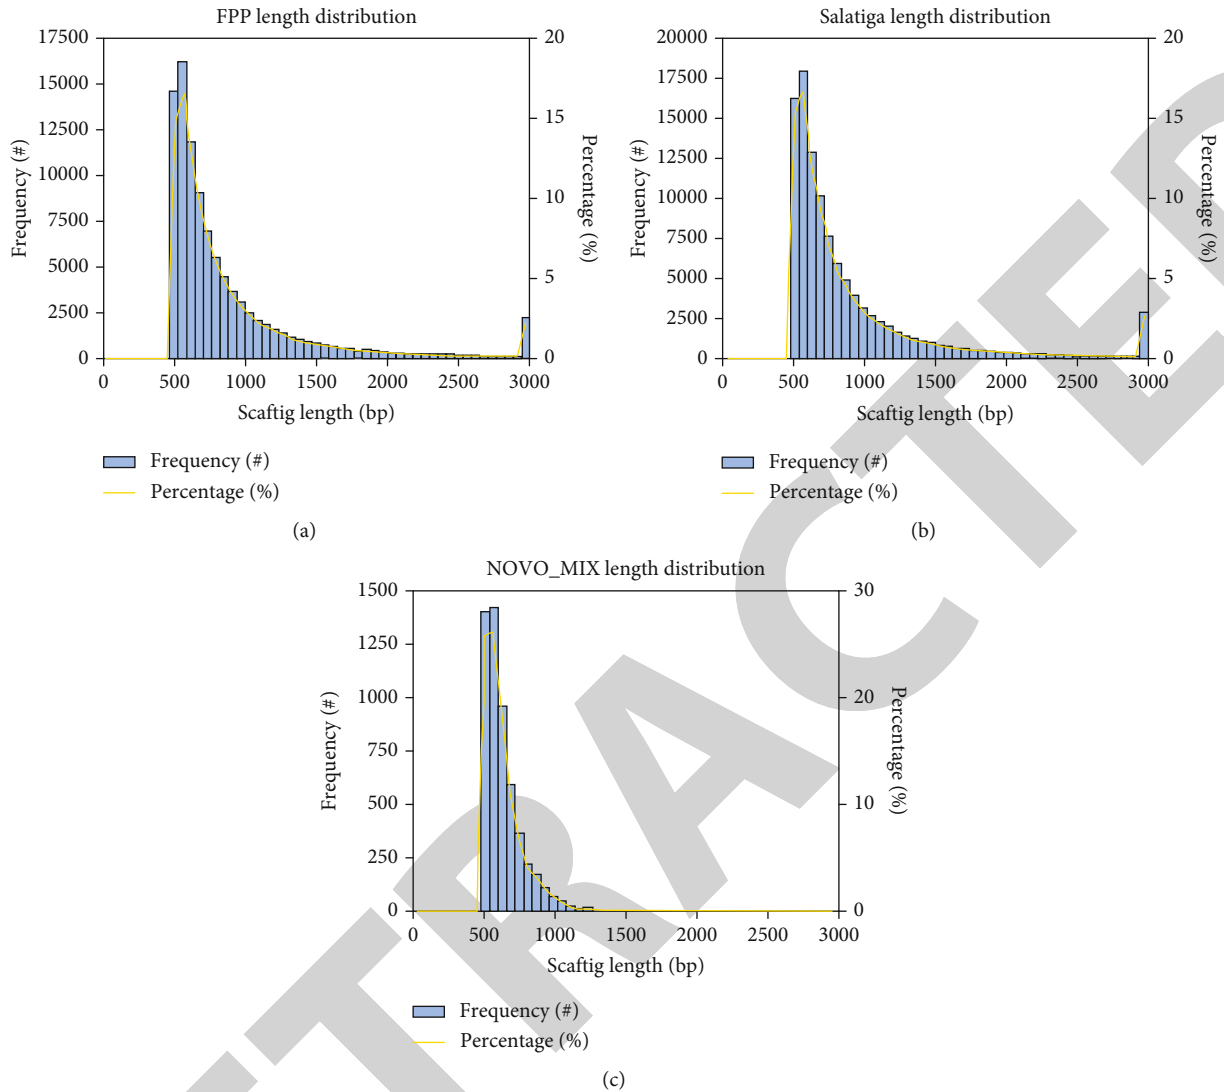 FPP length distribution
17500
15000
12500
10000
7500
5000
2500
0
20
15
10
5
0
Frequency (#)
Percentage (%)
0 500 1000 1500 2000 2500 3000
Scaftig length (bp)
Frequency (#)
Percentage (%)
(a)
Salatiga length distribution
20000
17500
15000
12500
10000
7500
5000
2500
0
20
15
10
5
0
Frequency (#)
Percentage (%)
0 500 1000 1500 2000 2500 3000
Scaftig length (bp)
Frequency (#)
Percentage (%)
(b)
NOVO_MIX length distribution
1500
1250
1000
750
500
250
0
30
20
10
0
Frequency (#)
Percentage (%)
0 500 1000 1500 2000 2500 3000
Scaftig length (bp)
Frequency (#)
Percentage (%)
(c)
TRACTE